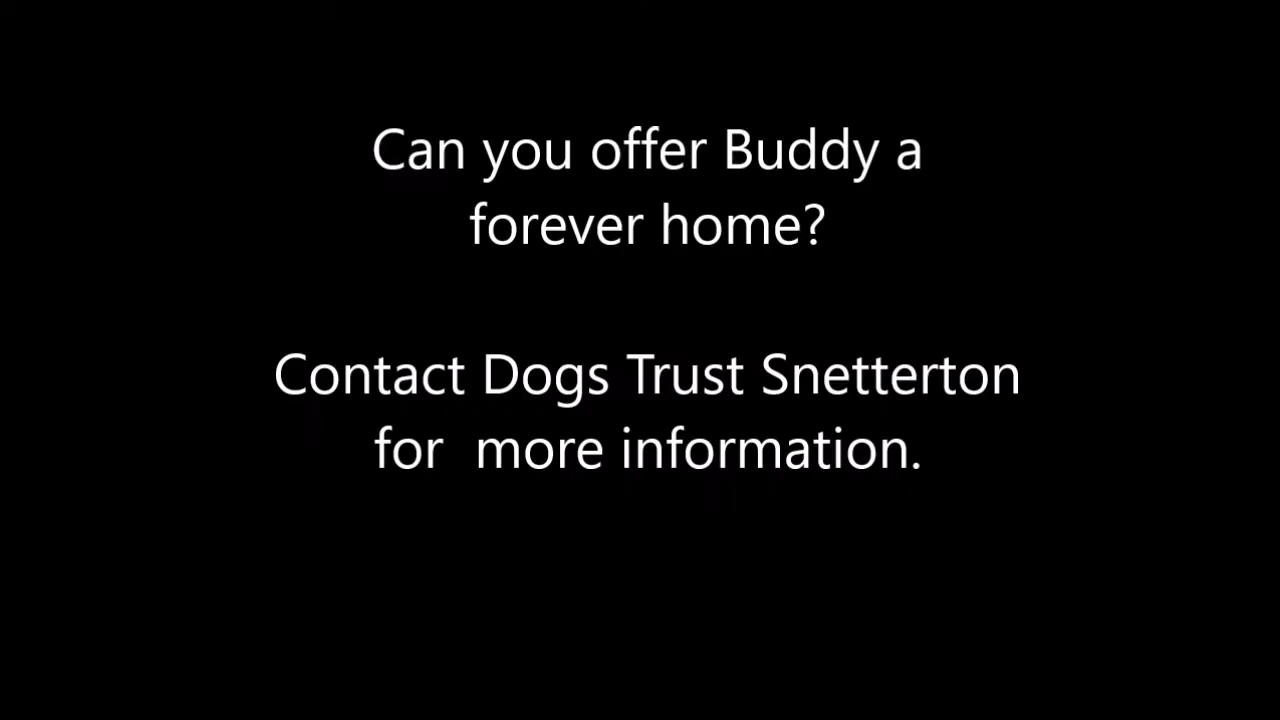 Can you offer Buddy a
forever home?
Contact Dogs Trust Snetterton
for  more information.